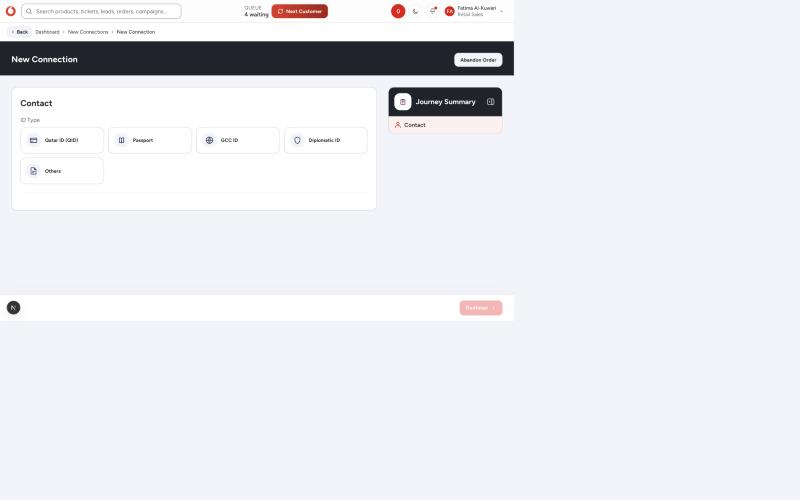 Search products, tickets, leads, orders, campaigns...
QUEUE
4 waiting
Next Customer
0
FA
Fatima Al-Kuwari
Retail Sales
Back
Dashboard
New Connections
New Connection
New Connection
Abandon Order
Contact
ID Type
Qatar ID (QID)
Passport
GCC ID
Diplomatic ID
Others
Journey Summary
Contact
N
Continue